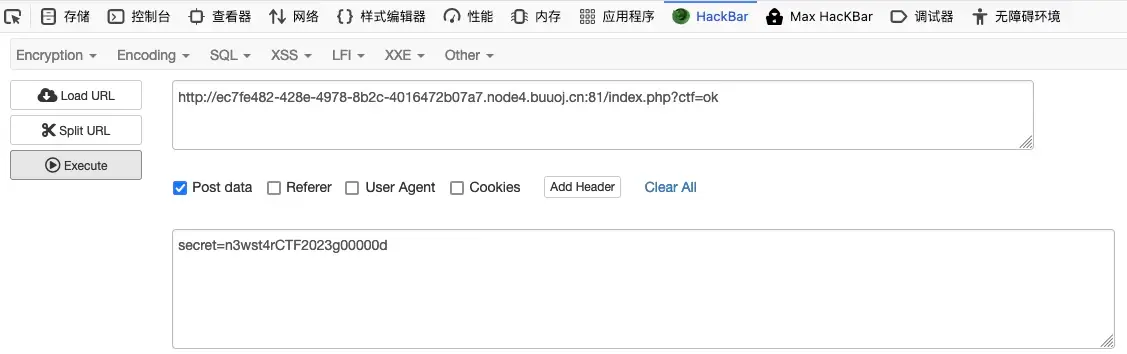 存储 控制台 查看器 网络 样式编辑器 性能 内存 应用程序 HackBar Max HacKBar 调试器 无障碍环境
Encryption Encoding SQL XSS LFI XXE Other
Load URL
http://ec7fe482-428e-4978-8b2c-4016472b07a7.node4.buuoj.cn:81/index.php?ctf=ok
Split URL
Execute
Post data Referer User Agent Cookies Add Header Clear All
secret=n3wst4rCTF2023g00000d